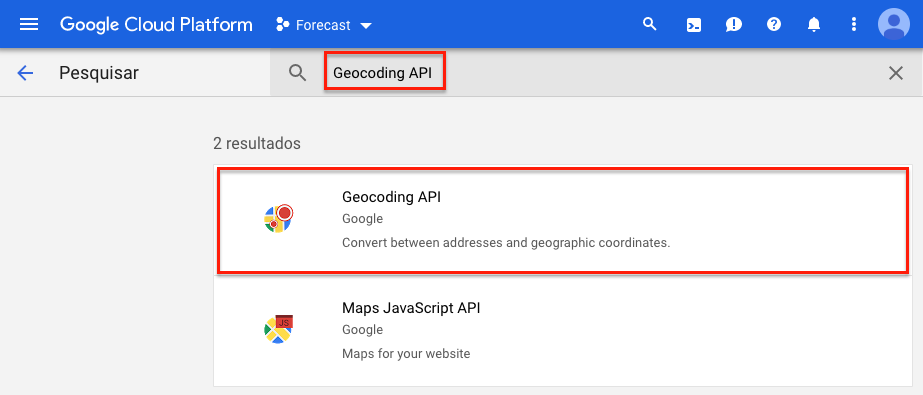 Google Cloud Platform
Forecast
Pesquisar
Geocoding API
2 resultados
Geocoding API
Google
Convert between addresses and geographic coordinates.
JS
Maps JavaScript API
Google
Maps for your website